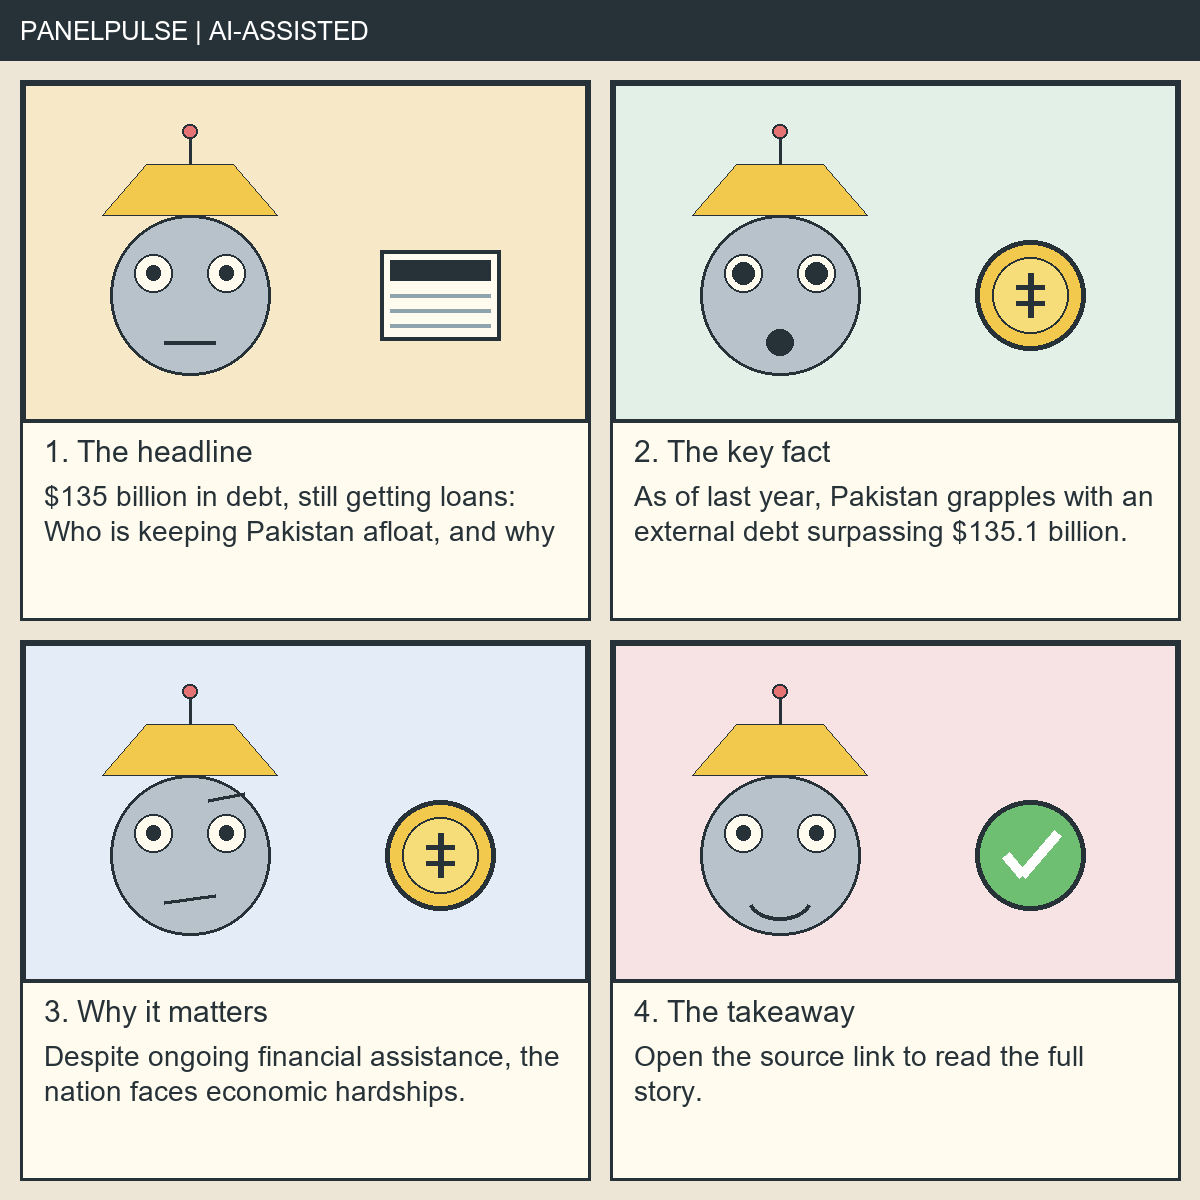 PANELPULSE | AI-ASSISTED
1. The headline
$135 billion in debt, still getting loans:
Who is keeping Pakistan afloat, and why
2. The key fact
As of last year, Pakistan grapples with an
external debt surpassing $135.1 billion.
3. Why it matters
Despite ongoing financial assistance, the
nation faces economic hardships.
4. The takeaway
Open the source link to read the full
story.